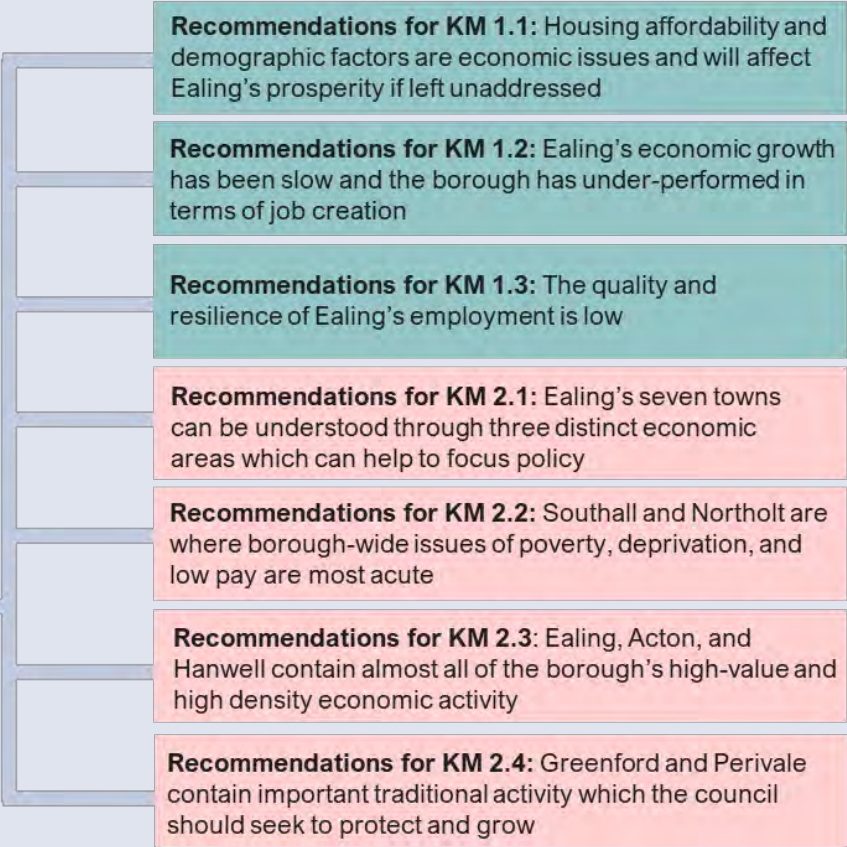 Recommendations for KM 1.1: Housing affordability and
demographic factors are economic issues and will affect
Ealing's prosperity if left unaddressed
Recommendations for KM 1.2: Ealing's economic growth
has been slow and the borough has under-performed in
terms of job creation
Recommendations for KM 1.3: The quality and
resilience of Ealing's employment is low
Recommendations for KM 2.1: Ealing's seven towns
can be understood through three distinct economic
areas which can help to focus policy
Recommendations for KM 2.2: Southall and Northolt are
where borough-wide issues of poverty, deprivation, and
low pay are most acute
Recommendations for KM 2.3: Ealing, Acton, and
Hanwell contain almost all of the borough's high-value and
high density economic activity
Recommendations for KM 2.4: Greenford and Perivale
contain important traditional activity which the council
should seek to protect and grow